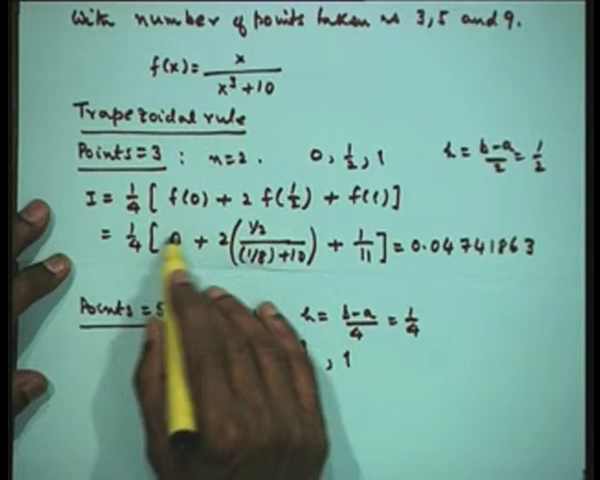 With number of points taken as 3, 5 and 9.
f(x) = x / (x³+10)
Trapezoidal rule
Points = 3 : n=2. 0, 1/2, 1 h = (b-a)/2 = 1/2
I = 1/4 [ f(0) + 2 f(1/2) + f(1) ]
= 1/4 [ 0 + 2( (1/2) / ((1/8)+10) ) + 1/11 ] = 0.04741863
Points = 5 h = (b-a)/4 = 1/4
, 1